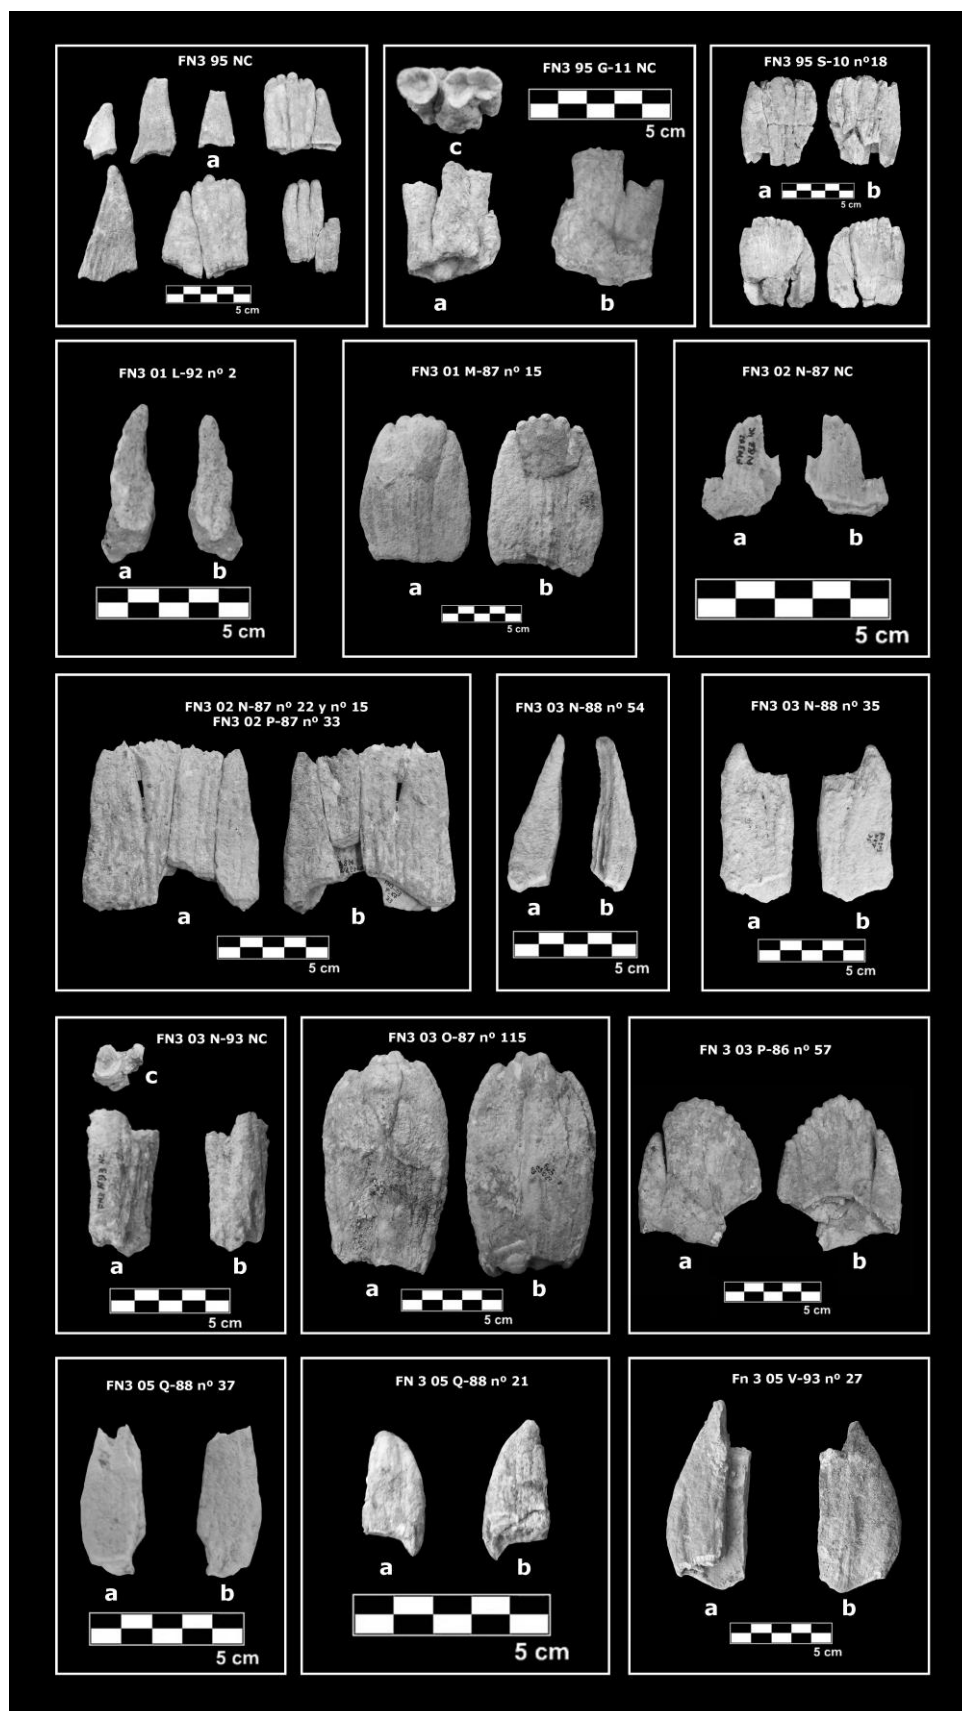 FN3 95 NC
a
5 cm
FN3 95 G-11 NC
5 cm
c
a
b
FN3 95 S-10 nº18
a
b
5 cm
FN3 01 L-92 nº 2
a
b
5 cm
FN3 01 M-87 nº 15
a
b
5 cm
FN3 02 N-87 NC
a
b
5 cm
FN3 02 N-87 nº 22 y nº 15
FN3 02 P-87 nº 33
a
b
5 cm
FN3 03 N-88 nº 54
a
b
5 cm
FN3 03 N-88 nº 35
a
b
5 cm
FN3 03 N-93 NC
c
a
b
5 cm
FN3 03 O-87 nº 115
a
b
5 cm
FN 3 03 P-86 nº 57
a
b
5 cm
FN3 05 Q-88 nº 37
a
b
5 cm
FN 3 05 Q-88 nº 21
a
b
5 cm
Fn 3 05 V-93 nº 27
a
b
5 cm